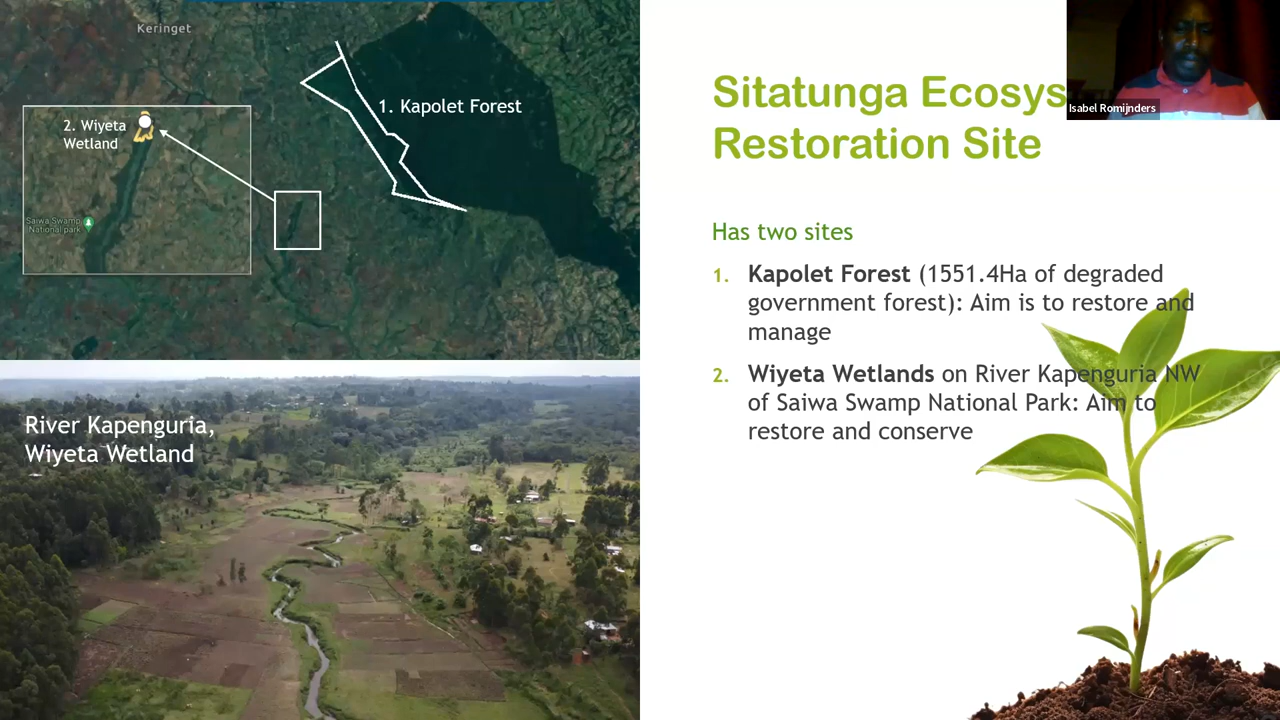 Keringet
1. Kapolet Forest
2. Wiyeta
Wetland
Saiwa Swamp
National park
River Kapenguria,
Wiyeta Wetland
Sitatunga Ecosys
Restoration Site
Isabel Romijnders
Has two sites
1. Kapolet Forest (1551.4Ha of degraded
government forest): Aim is to restore and
manage
2. Wiyeta Wetlands on River Kapenguria NW
of Saiwa Swamp National Park: Aim to
restore and conserve